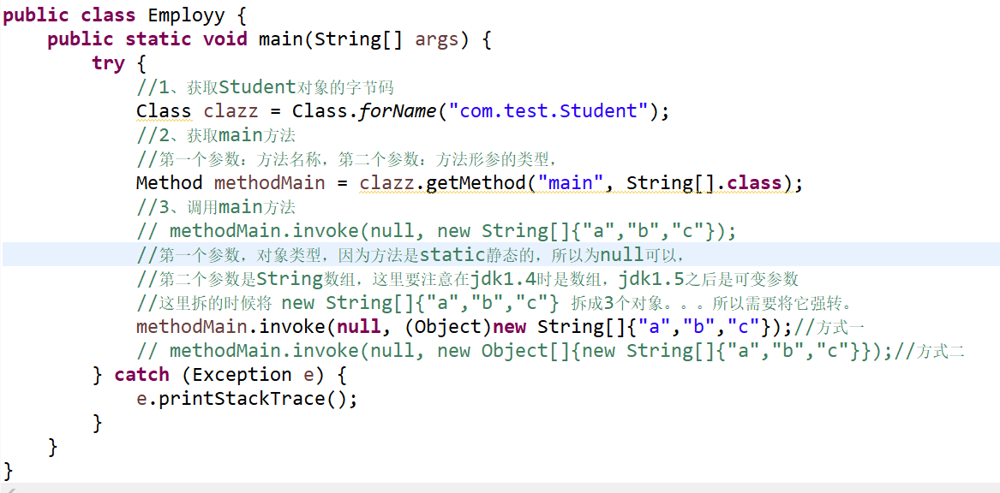 public class Employy {
    public static void main(String[] args) {
        try {
            //1、获取Student对象的字节码
            Class clazz = Class.forName("com.test.Student");
            //2、获取main方法
            //第一个参数：方法名称，第二个参数：方法形参的类型，
            Method methodMain = clazz.getMethod("main", String[].class);
            //3、调用main方法
            // methodMain.invoke(null, new String[]{"a","b","c"});
            //第一个参数，对象类型，因为方法是static静态的，所以为null可以，
            //第二个参数是String数组，这里要注意在jdk1.4时是数组，jdk1.5之后是可变参数
            //这里拆的时候将 new String[]{"a","b","c"} 拆成3个对象。。。所以需要将它强转。
            methodMain.invoke(null, (Object)new String[]{"a","b","c"});//方式一
            // methodMain.invoke(null, new Object[]{new String[]{"a","b","c"}});//方式二
        } catch (Exception e) {
            e.printStackTrace();
        }
    }
}